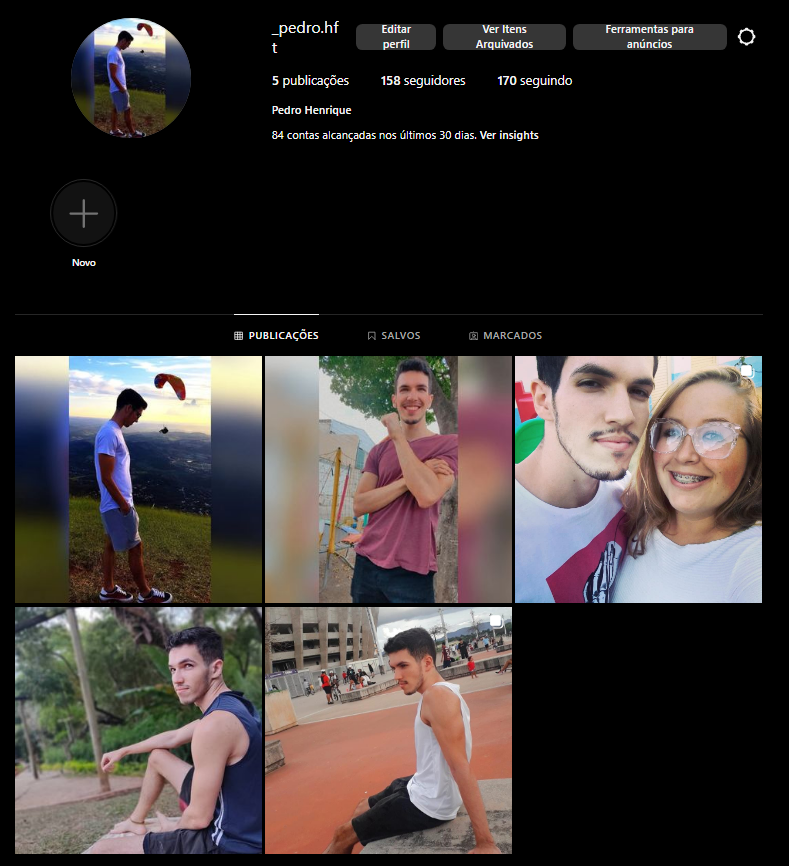 _pedro.hf
t
Editar
perfil
Ver Itens
Arquivados
Ferramentas para
anúncios
5 publicações 158 seguidores 170 seguindo
Pedro Henrique
84 contas alcançadas nos últimos 30 dias. Ver insights
Novo
PUBLICAÇÕES SALVOS MARCADOS